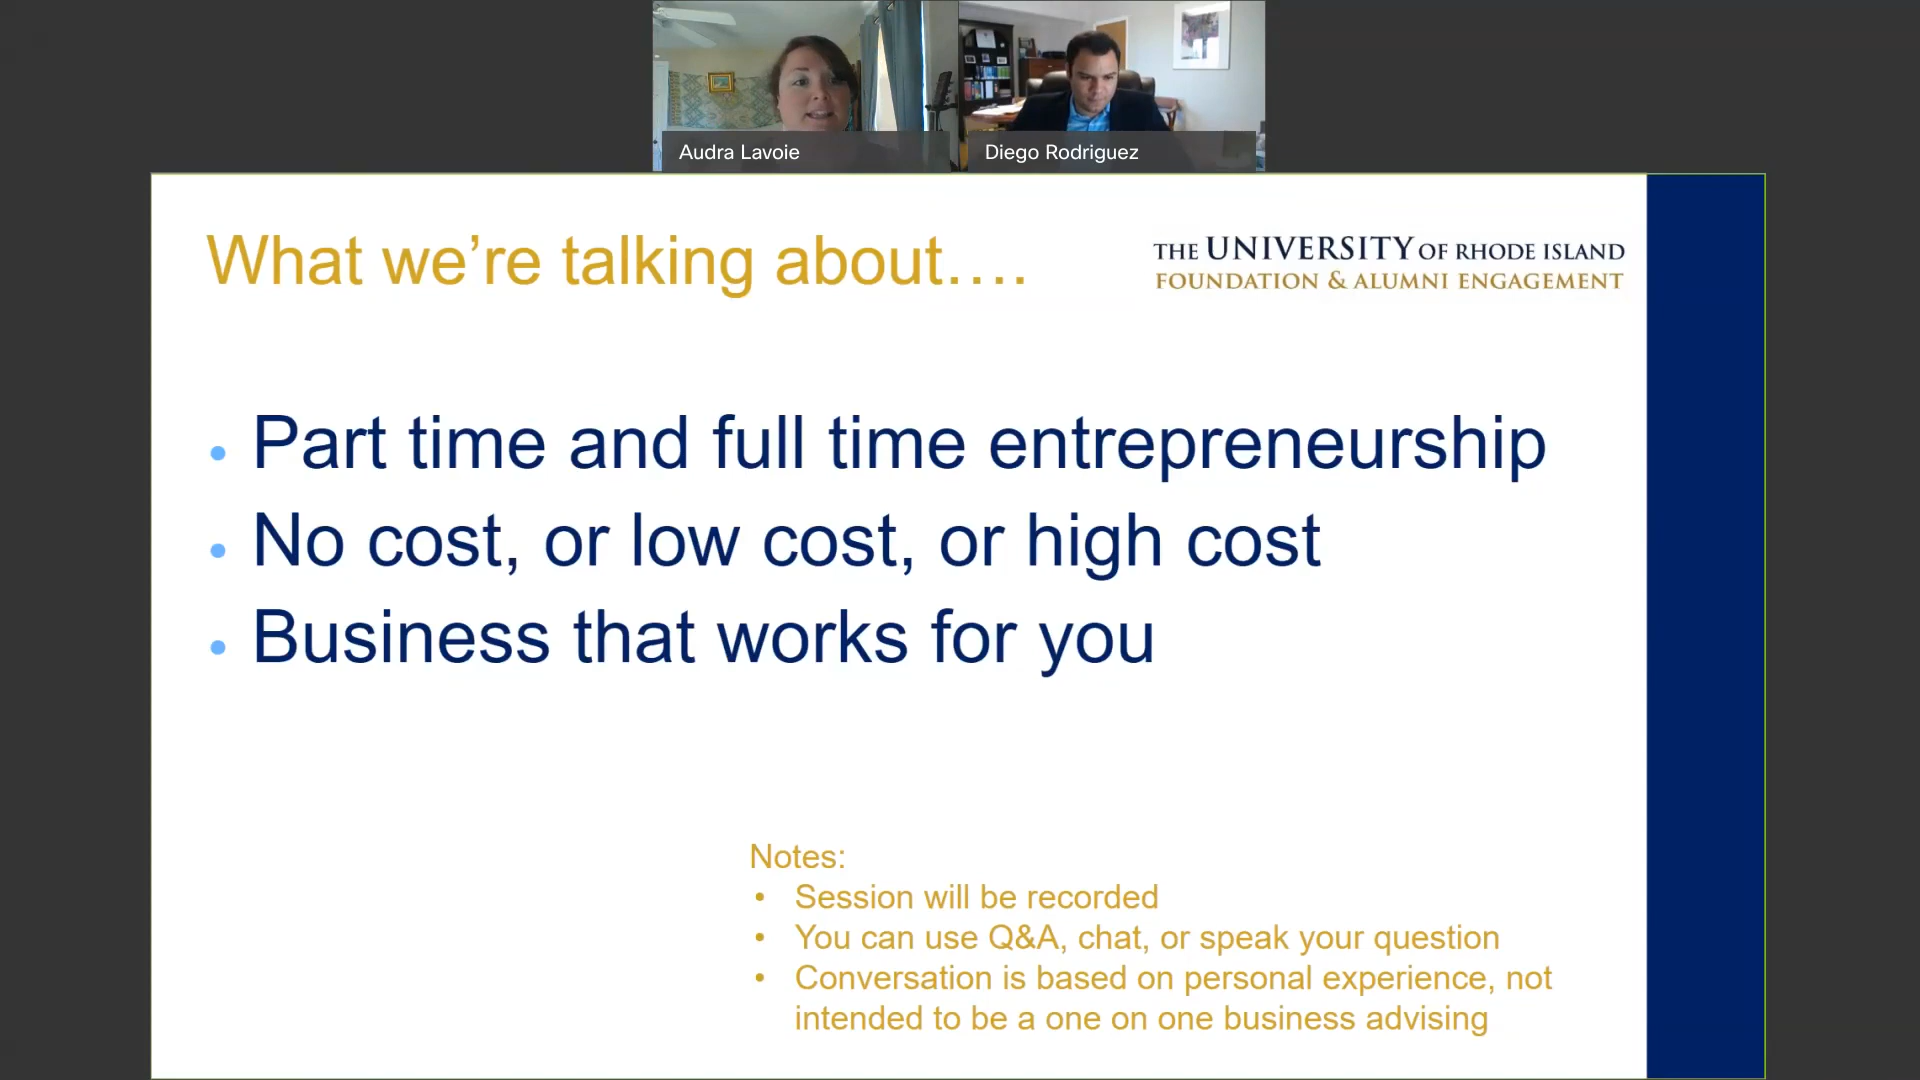 Audra Lavoie
Diego Rodriguez
What we’re talking about….
THE UNIVERSITY OF RHODE ISLAND
FOUNDATION & ALUMNI ENGAGEMENT
• Part time and full time entrepreneurship
• No cost, or low cost, or high cost
• Business that works for you
Notes:
• Session will be recorded
• You can use Q&A, chat, or speak your question
• Conversation is based on personal experience, not
intended to be a one on one business advising